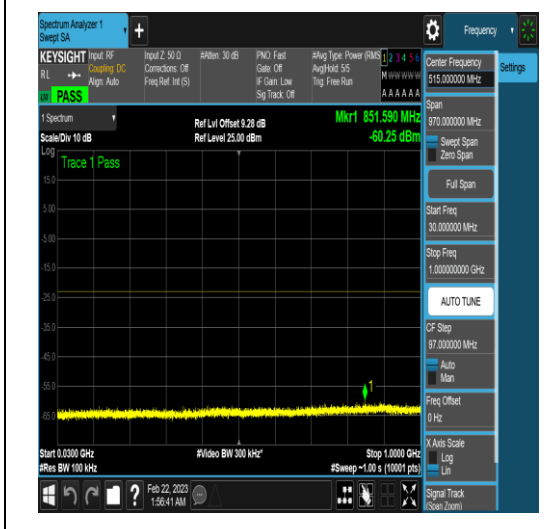 Spectrum Analyzer 1
Swept SA
+
Frequency
KEYSIGHT
RL
PASS
Input: RF
Coupling: DC
Align: Auto
Input Z: 50 Ω
Corrections: Off
Freq Ref: Int (S)
#Atten: 30 dB
PNO: Fast
Gate: Off
IF Gain: Low
Sig Track: Off
#Avg Type: Power (RMS
Avg|Hold: 5/5
Trig: Free Run
1 2 3 4 5 6
M W W W W W
A A A A A A
1 Spectrum
Scale/Div 10 dB
Ref Lvl Offset 9.28 dB
Ref Level 25.00 dBm
Mkr1 851.590 MHz
-60.25 dBm
Log
Trace 1 Pass
15.0
5.00
-5.00
-15.0
-25.0
-35.0
-45.0
-55.0
-65.0
1
Start 0.0300 GHz
#Res BW 100 kHz
#Video BW 300 kHz*
Stop 1.0000 GHz
#Sweep ~1.00 s (10001 pts)
Feb 22, 2023
1:56:41 AM
Center Frequency
515.000000 MHz
Span
970.000000 MHz
Swept Span
Zero Span
Full Span
Start Freq
30.000000 MHz
Stop Freq
1.000000000 GHz
AUTO TUNE
CF Step
97.000000 MHz
Auto
Man
Freq Offset
0 Hz
X Axis Scale
Log
Lin
Signal Track
(Span Zoom)
Settings